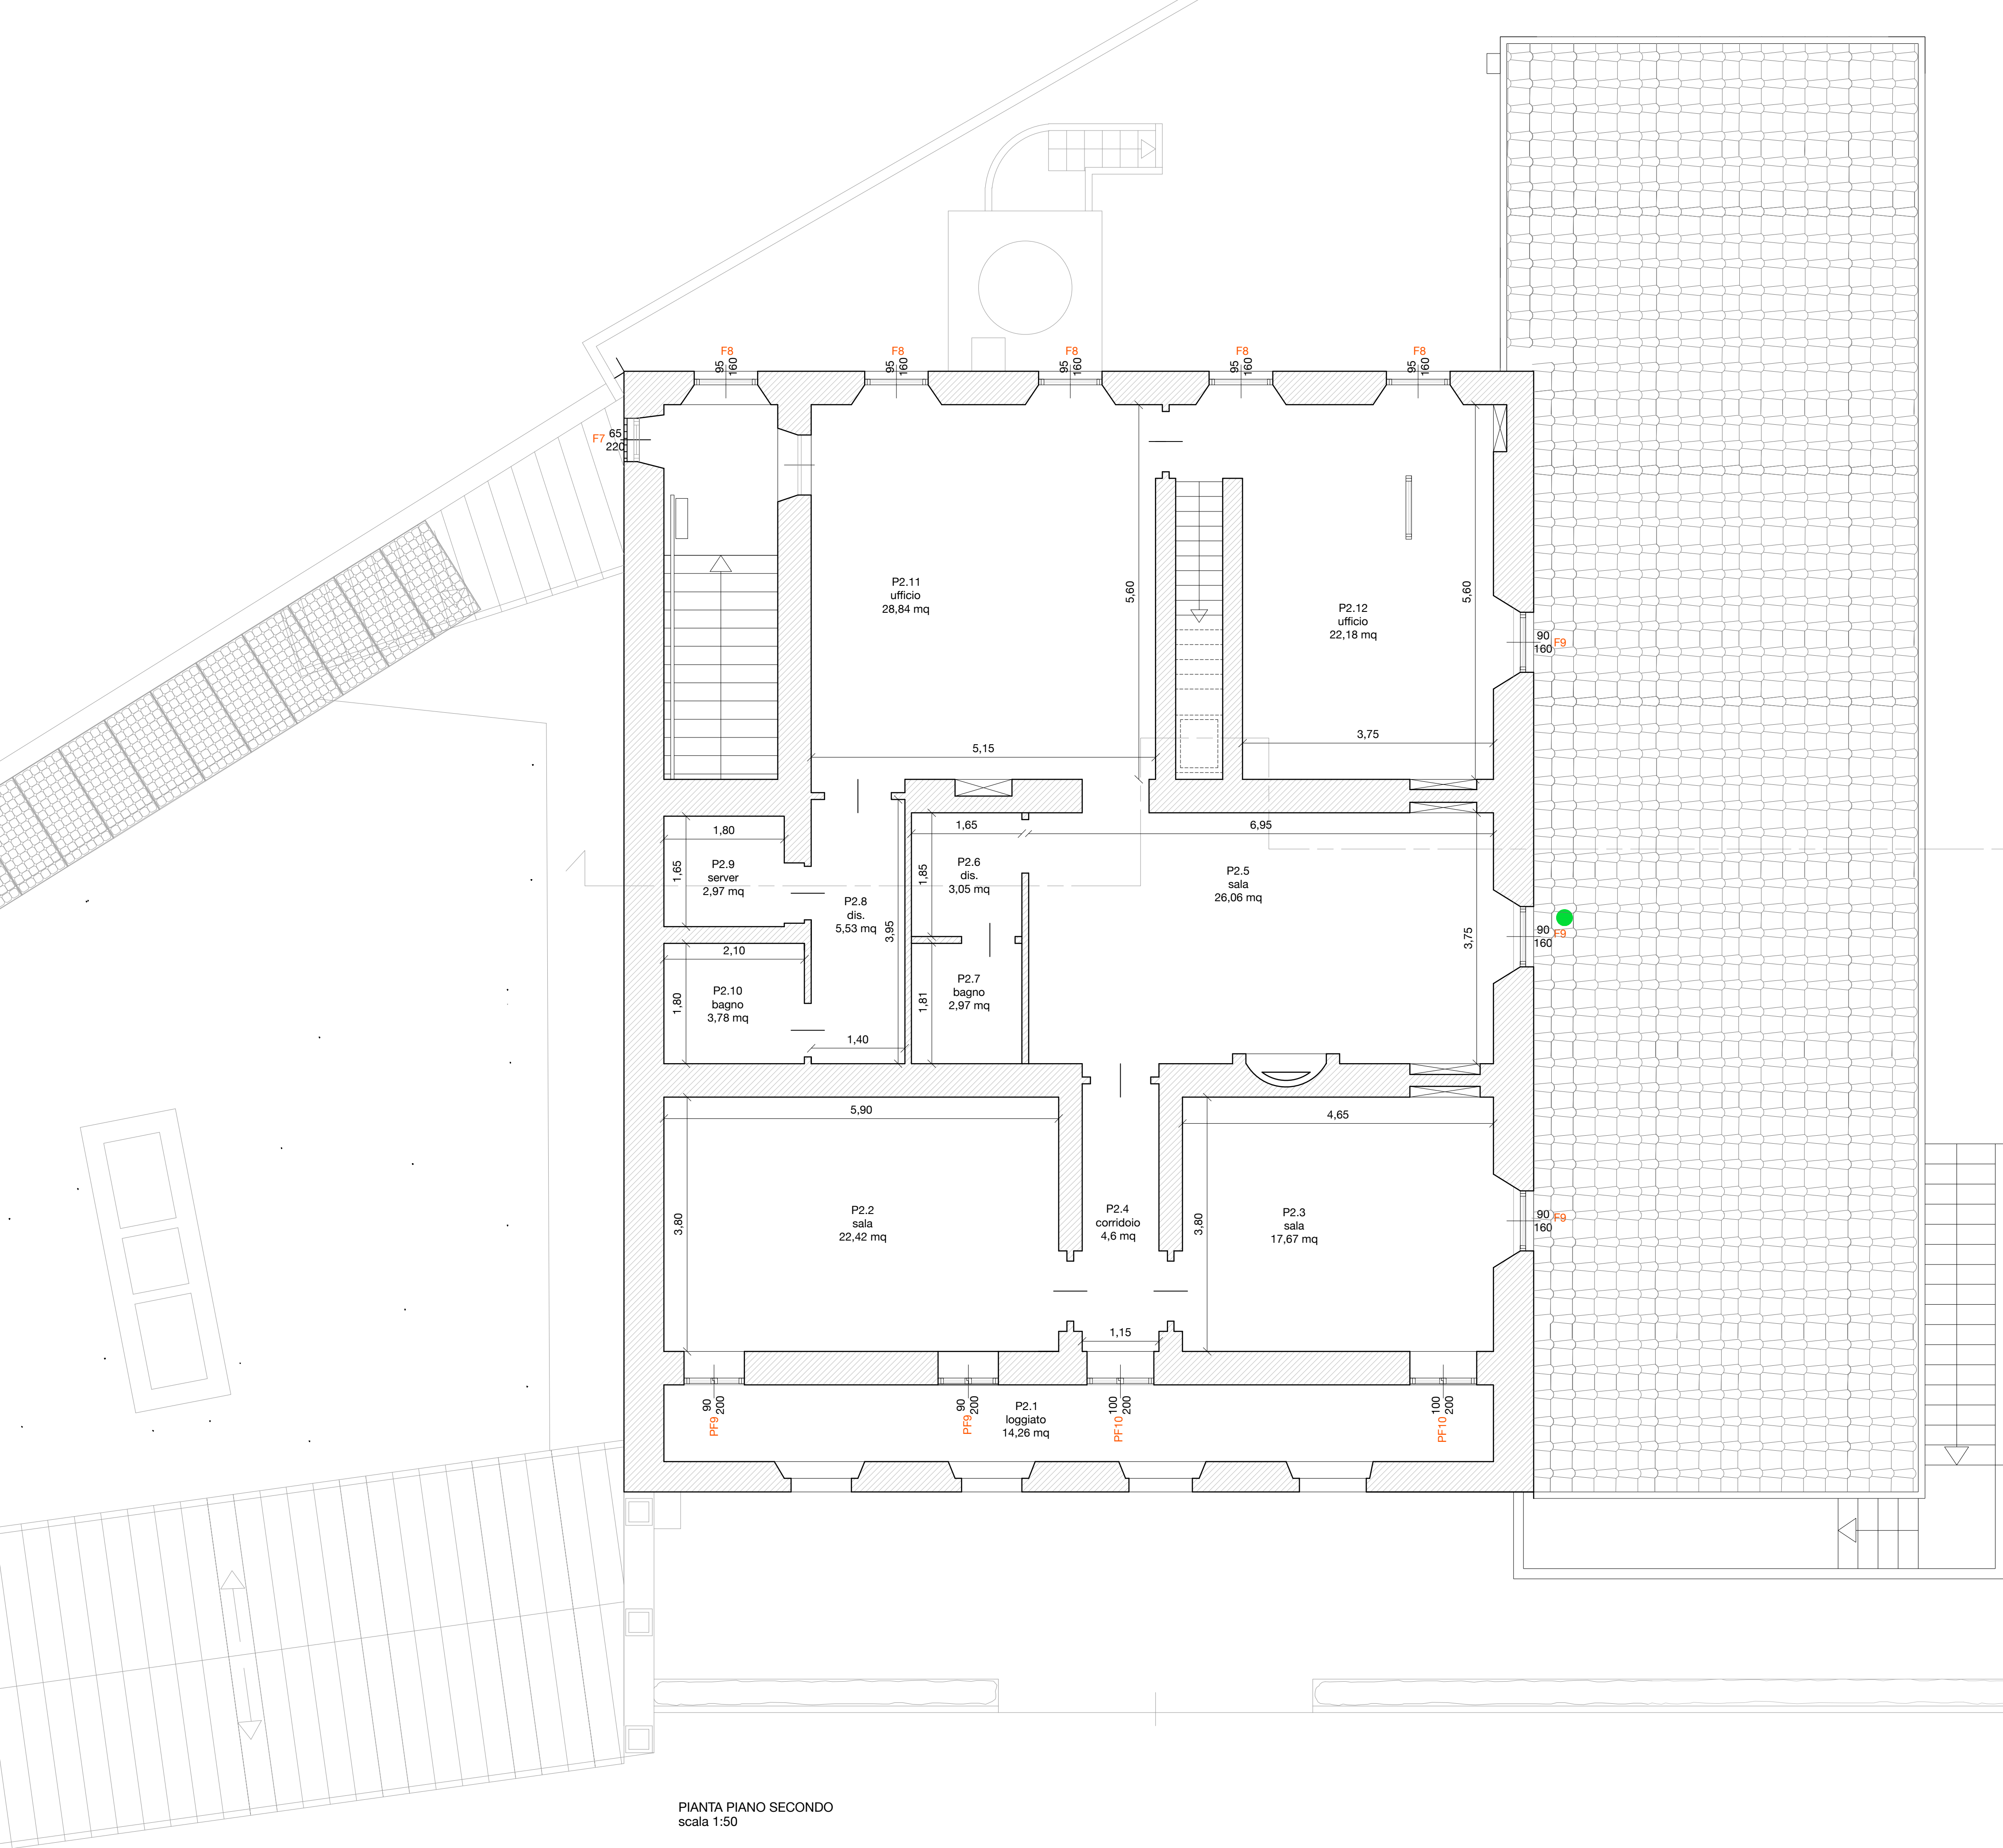 F8
95
160
F8
95
160
F8
95
160
F8
95
160
F8
95
160
F7
65
220
P2.11
ufficio
28,84 mq
5,60
5,60
P2.12
ufficio
22,18 mq
90
160
F9
5,15
3,75
1,80
1,65
6,95
P2.9
server
2,97 mq
1,65
P2.6
dis.
3,05 mq
1,85
P2.5
sala
26,06 mq
P2.8
dis.
5,53 mq
3,95
90
160
F9
3,75
2,10
P2.10
bagno
3,78 mq
1,80
P2.7
bagno
2,97 mq
1,81
1,40
5,90
4,65
P2.2
sala
22,42 mq
3,80
P2.4
corridoio
4,6 mq
3,80
P2.3
sala
17,67 mq
90
160
F9
1,15
90
200
PF9
90
200
PF9
P2.1
loggiato
14,26 mq
100
200
PF10
100
200
PF10
PIANTA PIANO SECONDO
scala 1:50